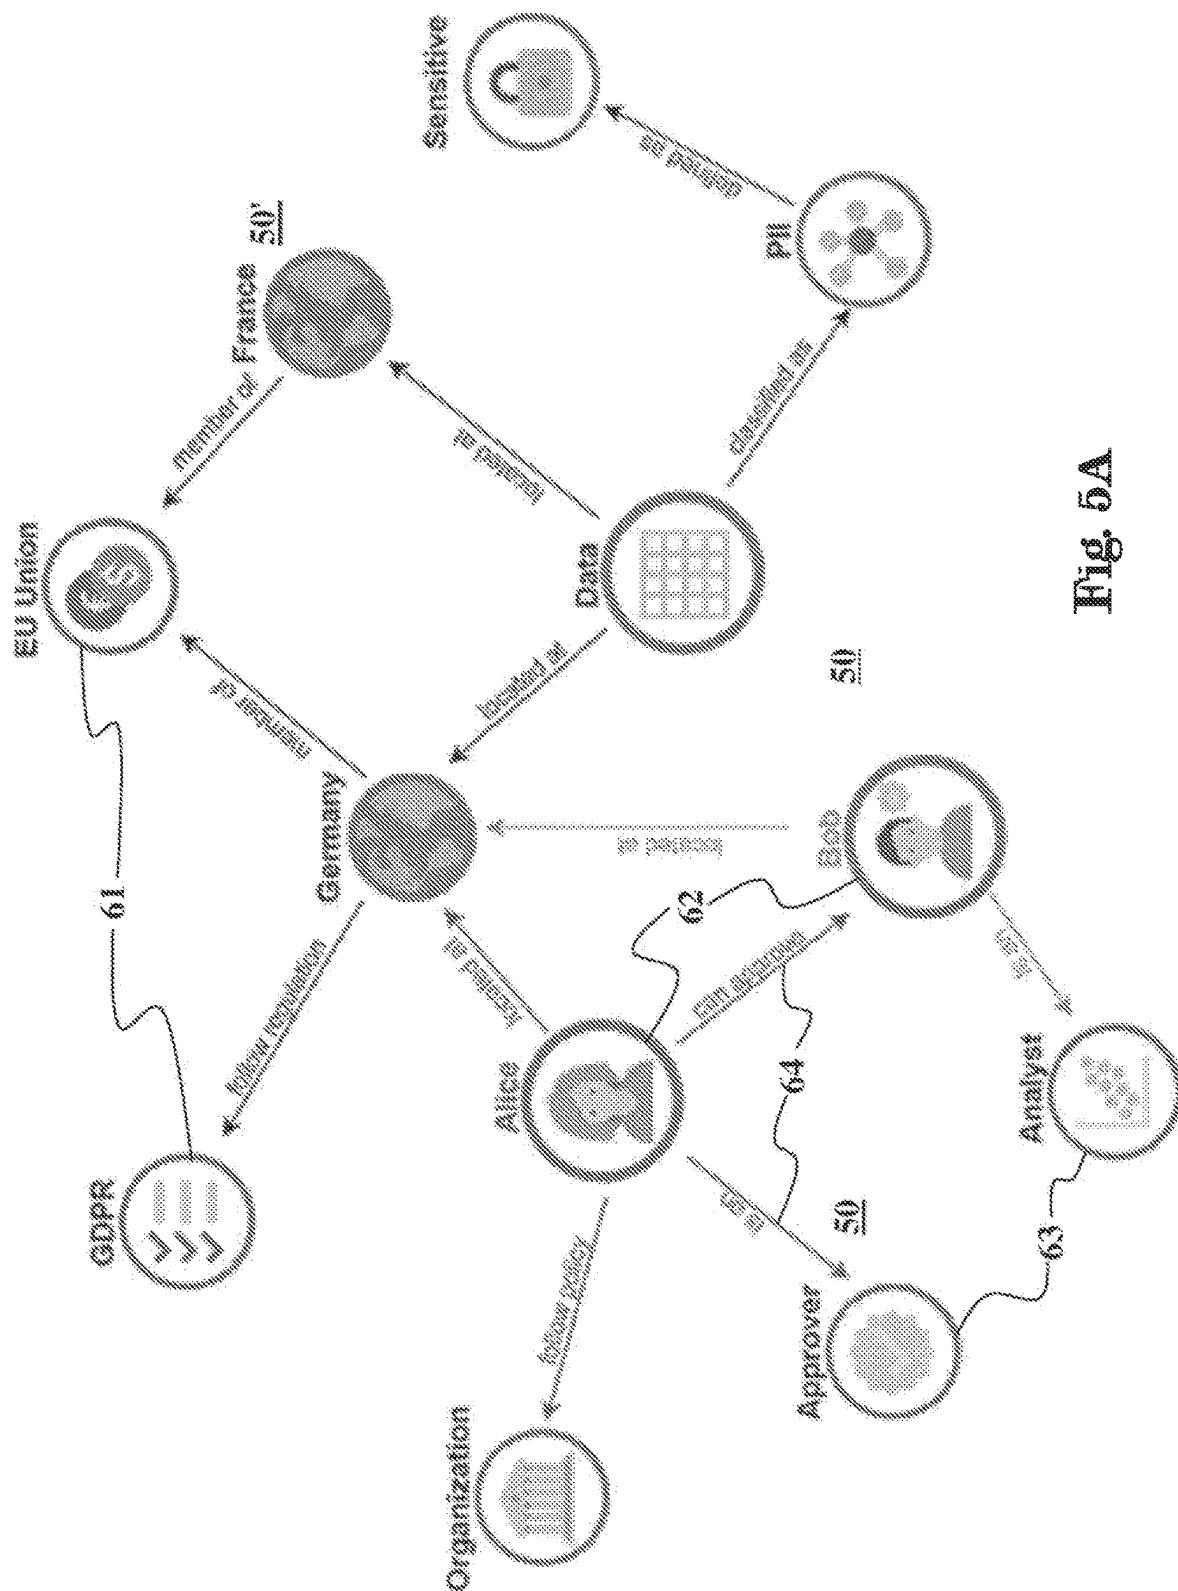 Organization
GDPR
61
EU Union
follow regulation
member of
member of
France
50'
Sensitive
Germany
follow policy
Alice
located at
located at
located at
defined as
62
located at
Data
classified as
PII
is an
can approve
64
Bob
50
Approver
50
is an
63
Analyst
Fig. 5A